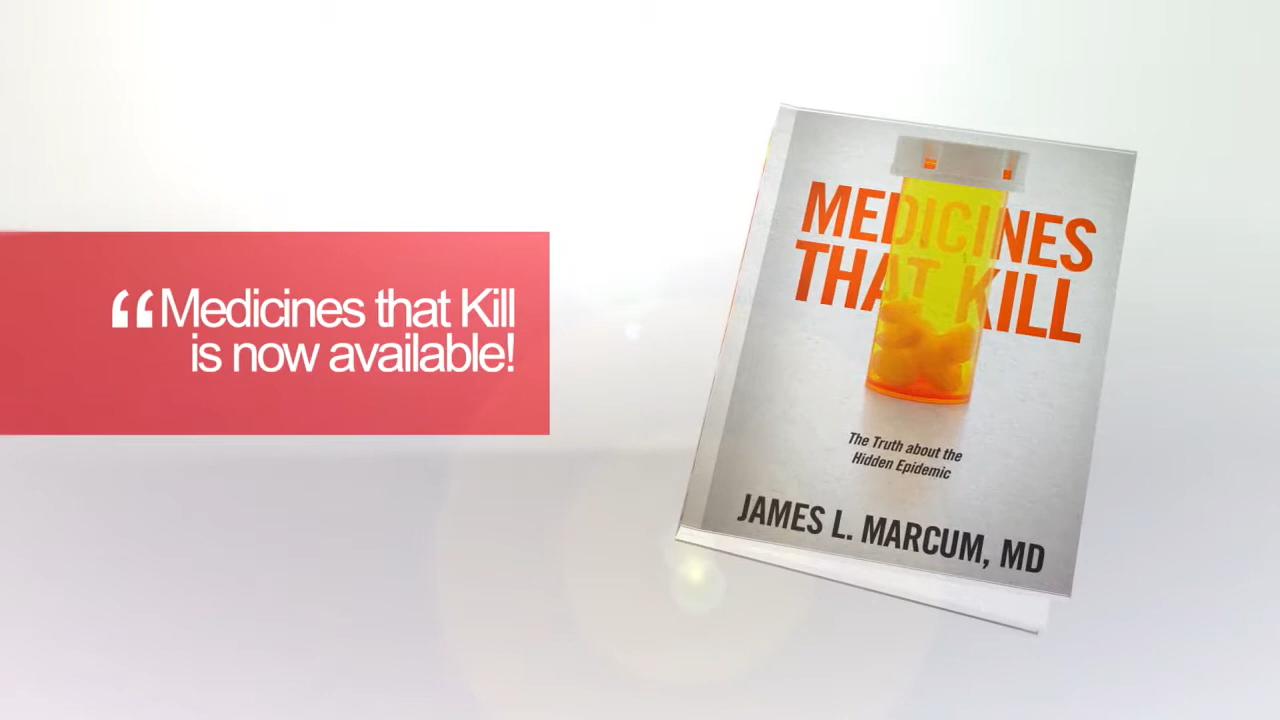 “Medicines that Kill
is now available!
MEDICINES
THAT KILL
The Truth about the
Hidden Epidemic
JAMES L. MARCUM, MD